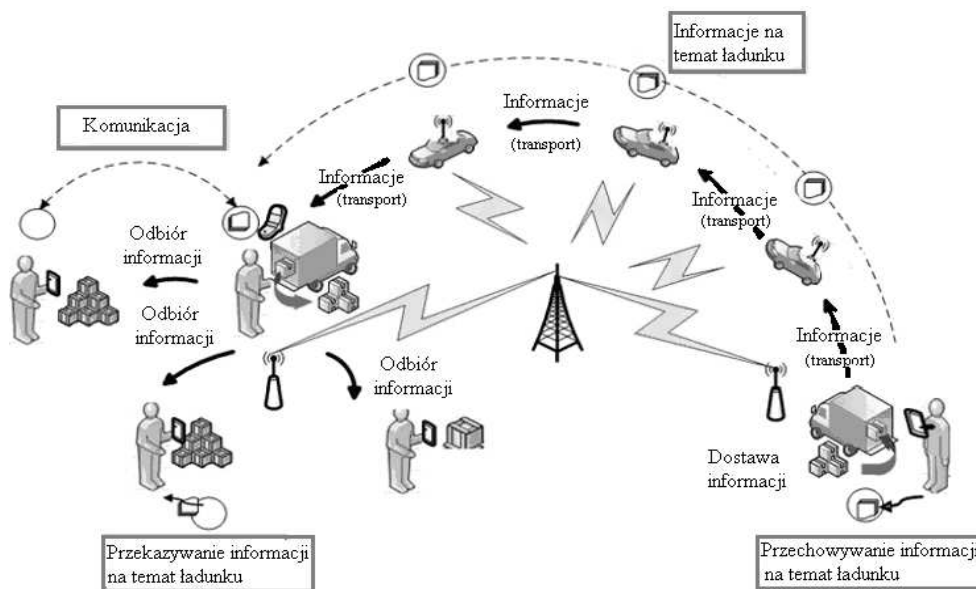 Informacje na
temat ładunku
Komunikacja
Informacje
(transport)
Informacje
(transport)
Informacje
(transport)
Odbiór
informacji
Odbiór
informacji
Odbiór
informacji
Informacje
(transport)
Dostawa
informacji
Przekazywanie informacji
na temat ładunku
Przechowywanie informacji
na temat ładunku